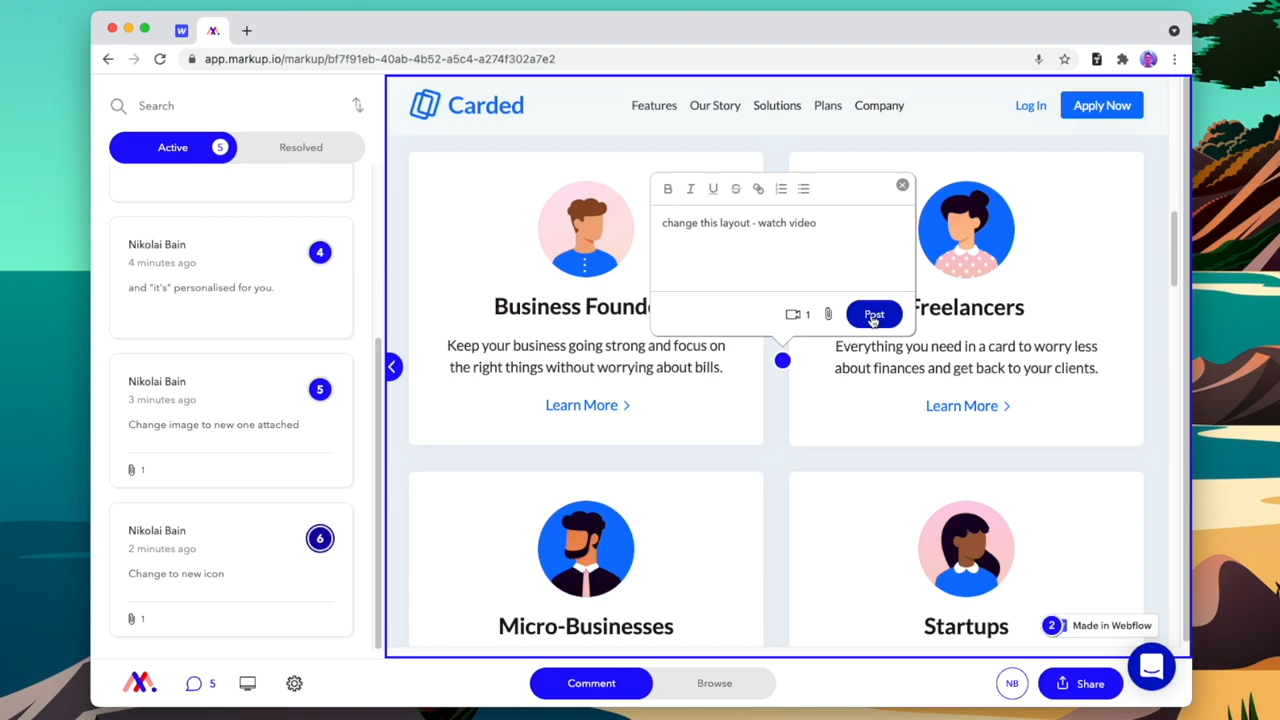 W
app.markup.io/markup/bf7f91eb-40ab-4b52-a5c4-a274f302a7e2
Search
Active 5
Resolved
Nikolai Bain
4 minutes ago
4
and "it's" personalised for you.
Nikolai Bain
3 minutes ago
5
Change image to new one attached
1
Nikolai Bain
2 minutes ago
6
Change to new icon
1
Carded
Features Our Story Solutions Plans Company
Log In Apply Now
B I U S
change this layout - watch video
1
Post
Business Found
Keep your business going strong and focus on
the right things without worrying about bills.
Learn More
Freelancers
Everything you need in a card to worry less
about finances and get back to your clients.
Learn More
Micro-Businesses
Startups
2 Made in Webflow
5
Comment Browse
NB Share